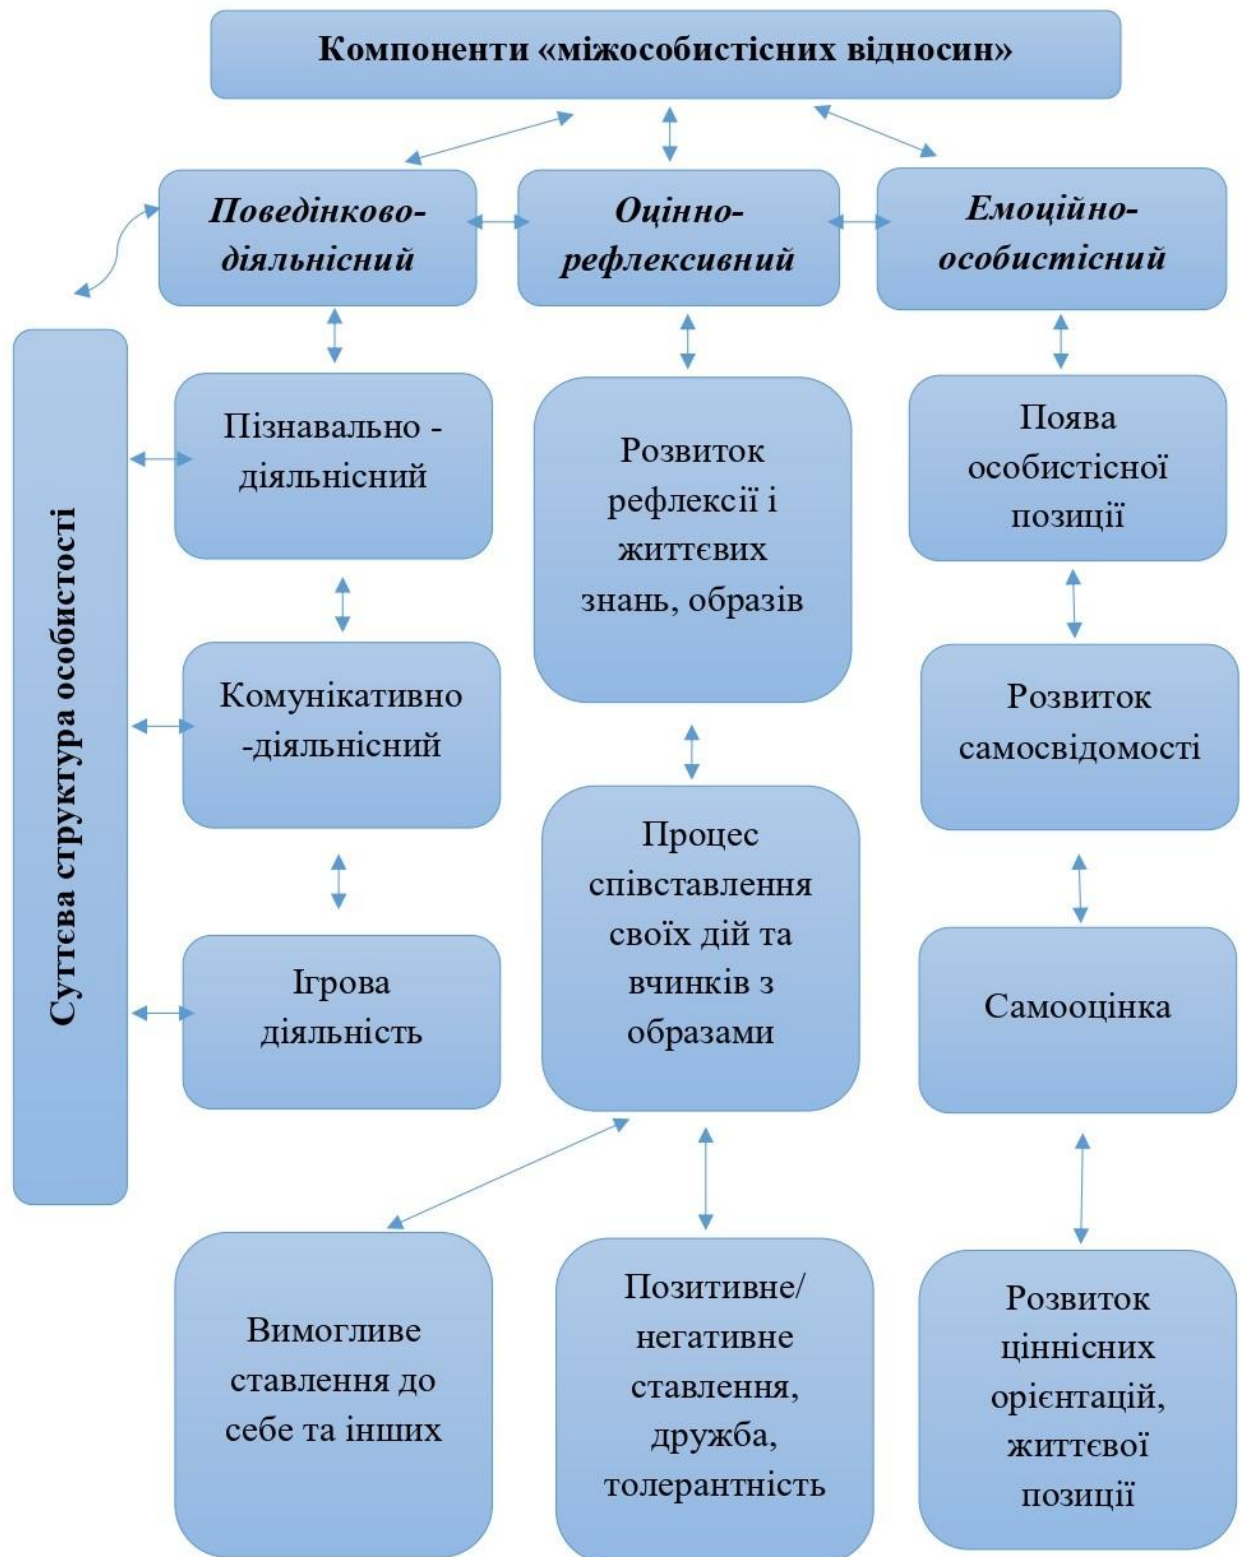 Компоненти «міжособистісних відносин»
Поведінково-
діяльнісний
Оцінно-
рефлексивний
Емоційно-
особистісний
Суттєва структура особистості
Пізнавально -
діяльнісний
Розвиток
рефлексії і
життєвих
знань, образів
Поява
особистісної
позиції
Комунікативно
-діяльнісний
Розвиток
самосвідомості
Процес
співставлення
своїх дій та
вчинків з
образами
Ігрова
діяльність
Самооцінка
Вимогливе
ставлення до
себе та інших
Позитивне/
негативне
ставлення,
дружба,
толерантність
Розвиток
ціннісних
орієнтацій,
життєвої
позиції